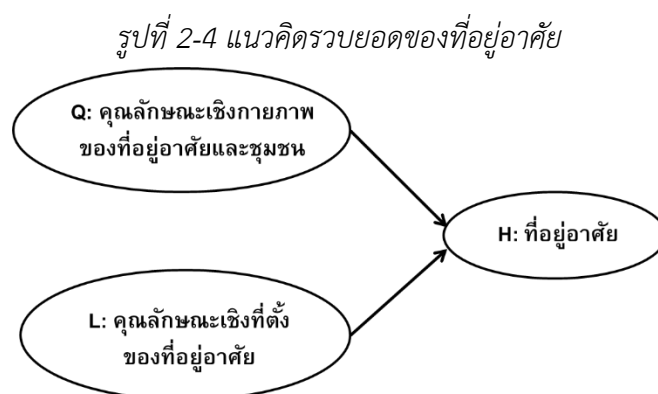 รูปที่ 2-4 แนวคิดรวบยอดของที่อยู่อาศัย
Q: คุณลักษณะเชิงกายภาพ
ของที่อยู่อาศัยและชุมชน
H: ที่อยู่อาศัย
L: คุณลักษณะเชิงที่ตั้ง
ของที่อยู่อาศัย